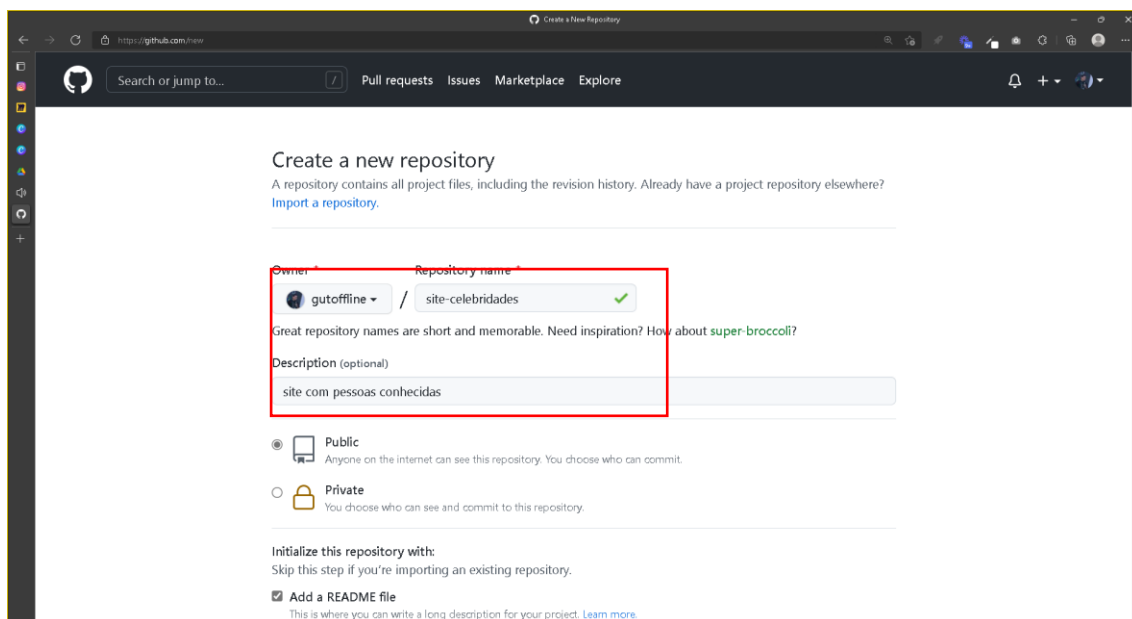 Create a New Repository
https://github.com/new
Search or jump to...
/
Pull requests Issues Marketplace Explore
Create a new repository
A repository contains all project files, including the revision history. Already have a project repository elsewhere?
Import a repository.
Owner * Repository name *
gutoffline / site-celebridades
Great repository names are short and memorable. Need inspiration? How about super-broccoli?
Description (optional)
site com pessoas conhecidas
Public
Anyone on the internet can see this repository. You choose who can commit.
Private
You choose who can see and commit to this repository.
Initialize this repository with:
Skip this step if you're importing an existing repository.
Add a README file
This is where you can write a long description for your project. Learn more.